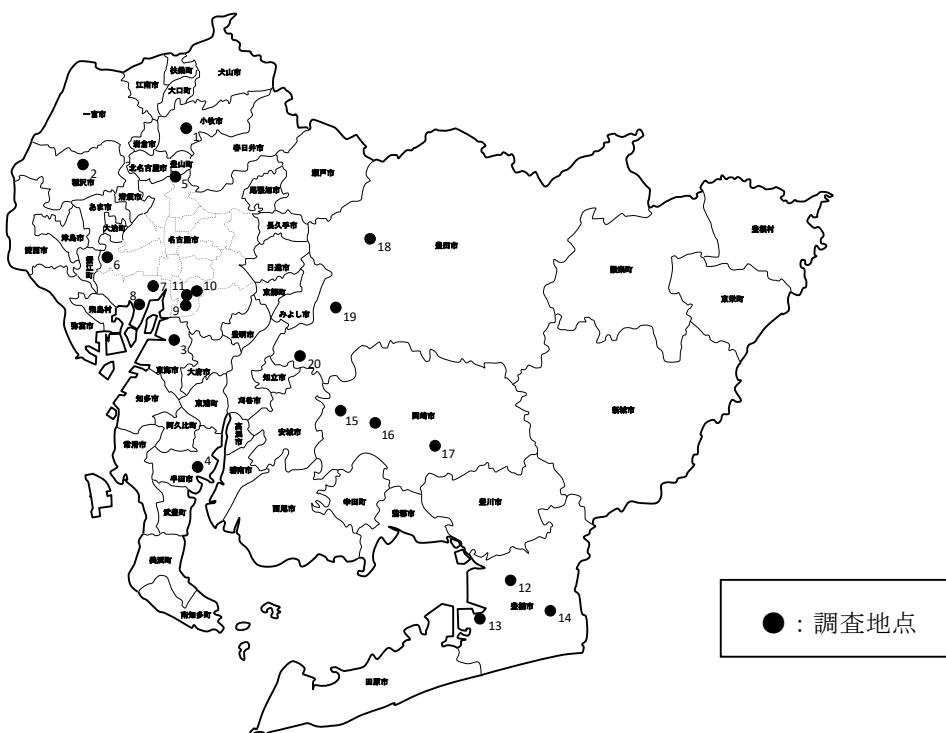 扶桑町
犬山市
江南市
大口町
一宮市
小牧市
1
岩倉市
春日井市
豊山町
北名古屋市
2
稲沢市
5
瀬戸市
尾張旭市
清須市
あま市
大治町
津島市
名古屋市
長久手市
愛西市
蟹江町
6
日進市
18
豊田市
豊根村
設楽町
東栄町
7
11
10
東郷町
8
9
飛島村
みよし市
19
弥富市
豊明市
3
東海市
大府市
20
知立市
知多市
東浦町
刈谷市
15
岡崎市
新城市
阿久比町
高浜市
安城市
16
常滑市
17
4
半田市
碧南市
西尾市
幸田町
豊川市
蒲郡市
武豊町
美浜町
12
豊橋市
14
南知多町
13
田原市
:調査地点